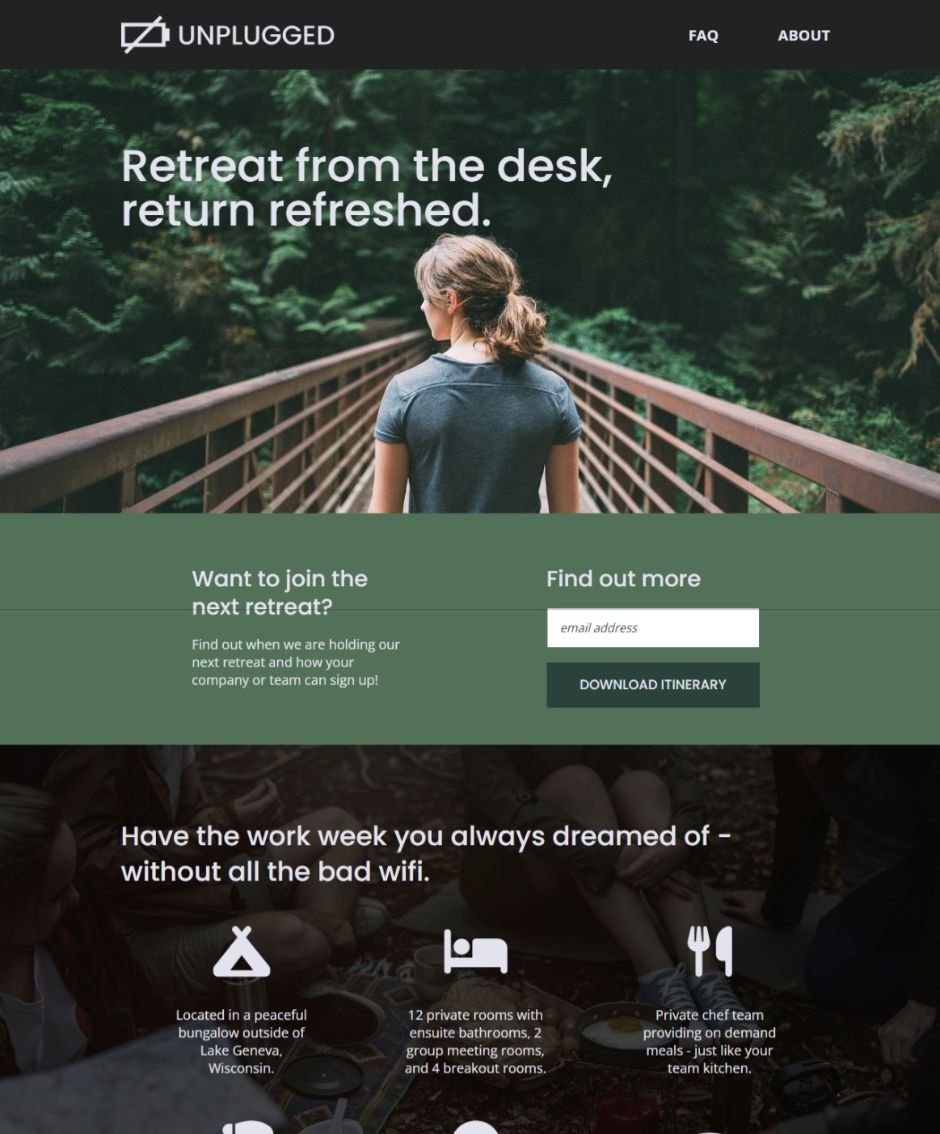 UNPLUGGED
FAQ
ABOUT
Retreat from the desk,
return refreshed.
Want to join the
next retreat?
Find out when we are holding our
next retreat and how your
company or team can sign up!
Find out more
email address
DOWNLOAD ITINERARY
Have the work week you always dreamed of -
without all the bad wifi.
Located in a peaceful
bungalow outside of
Lake Geneva,
Wisconsin.
12 private rooms with
ensuite bathrooms, 2
group meeting rooms,
and 4 breakout rooms.
Private chef team
providing on demand
meals - just like your
team kitchen.